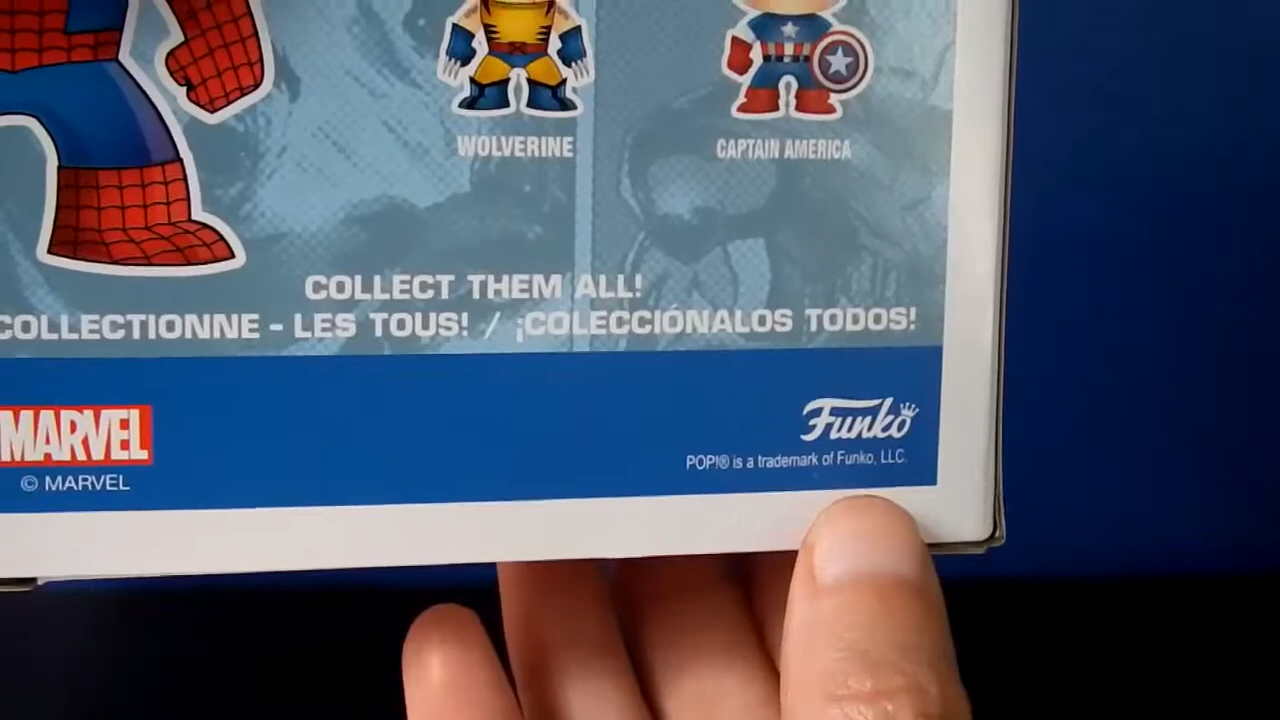 WOLVERINE
CAPTAIN AMERICA
COLLECT THEM ALL!
COLLECTIONNE - LES TOUS! / ¡COLECCIÓNALOS TODOS!
MARVEL
© MARVEL
Funko
POP!® is a trademark of Funko, LLC.